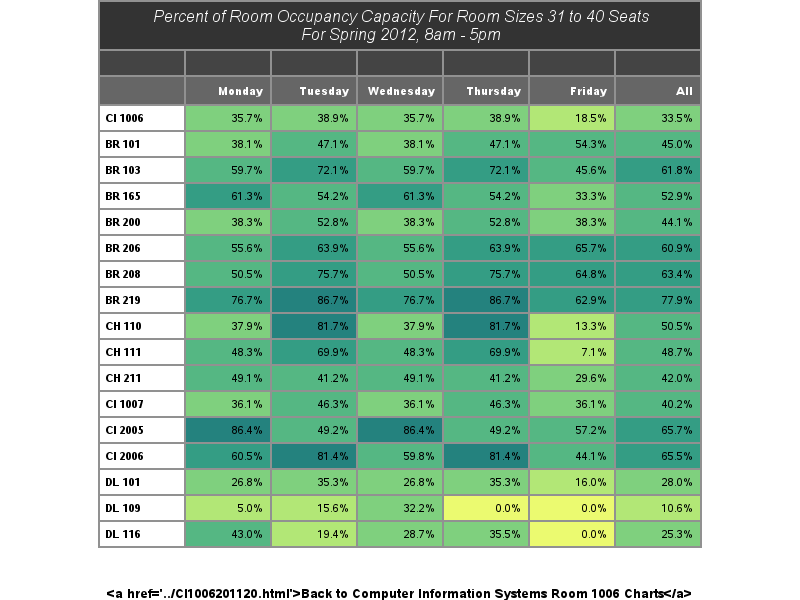 Percent of Room Occupancy Capacity For Room Sizes 31 to 40 Seats
For Spring 2012, 8am - 5pm
Monday Tuesday Wednesday Thursday Friday All
CI 1006 35.7% 38.9% 35.7% 38.9% 18.5% 33.5%
BR 101 38.1% 47.1% 38.1% 47.1% 54.3% 45.0%
BR 103 59.7% 72.1% 59.7% 72.1% 45.6% 61.8%
BR 165 61.3% 54.2% 61.3% 54.2% 33.3% 52.9%
BR 200 38.3% 52.8% 38.3% 52.8% 38.3% 44.1%
BR 206 55.6% 63.9% 55.6% 63.9% 65.7% 60.9%
BR 208 50.5% 75.7% 50.5% 75.7% 64.8% 63.4%
BR 219 76.7% 86.7% 76.7% 86.7% 62.9% 77.9%
CH 110 37.9% 81.7% 37.9% 81.7% 13.3% 50.5%
CH 111 48.3% 69.9% 48.3% 69.9% 7.1% 48.7%
CH 211 49.1% 41.2% 49.1% 41.2% 29.6% 42.0%
CI 1007 36.1% 46.3% 36.1% 46.3% 36.1% 40.2%
CI 2005 86.4% 49.2% 86.4% 49.2% 57.2% 65.7%
CI 2006 60.5% 81.4% 59.8% 81.4% 44.1% 65.5%
DL 101 26.8% 35.3% 26.8% 35.3% 16.0% 28.0%
DL 109 5.0% 15.6% 32.2% 0.0% 0.0% 10.6%
DL 116 43.0% 19.4% 28.7% 35.5% 0.0% 25.3%
<a href='../CI1006201120.html'>Back to Computer Information Systems Room 1006 Charts</a>